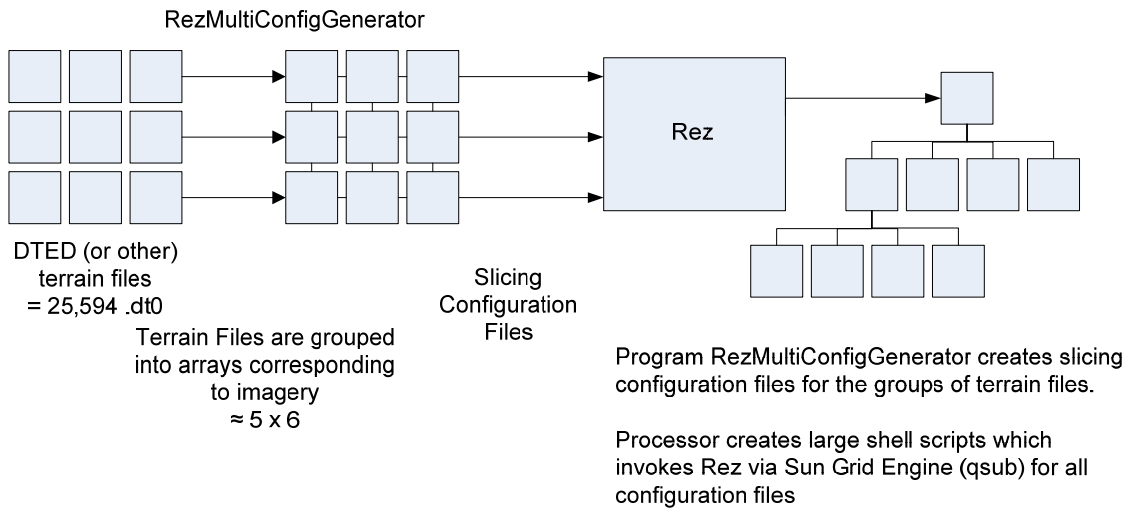 RezMultiConfigGenerator
Rez
DTED (or other)
terrain files
= 25,594 .dt0
Terrain Files are grouped
into arrays corresponding
to imagery
≈ 5 x 6
Slicing
Configuration
Files
Program RezMultiConfigGenerator creates slicing
configuration files for the groups of terrain files.
Processor creates large shell scripts which
invokes Rez via Sun Grid Engine (qsub) for all
configuration files